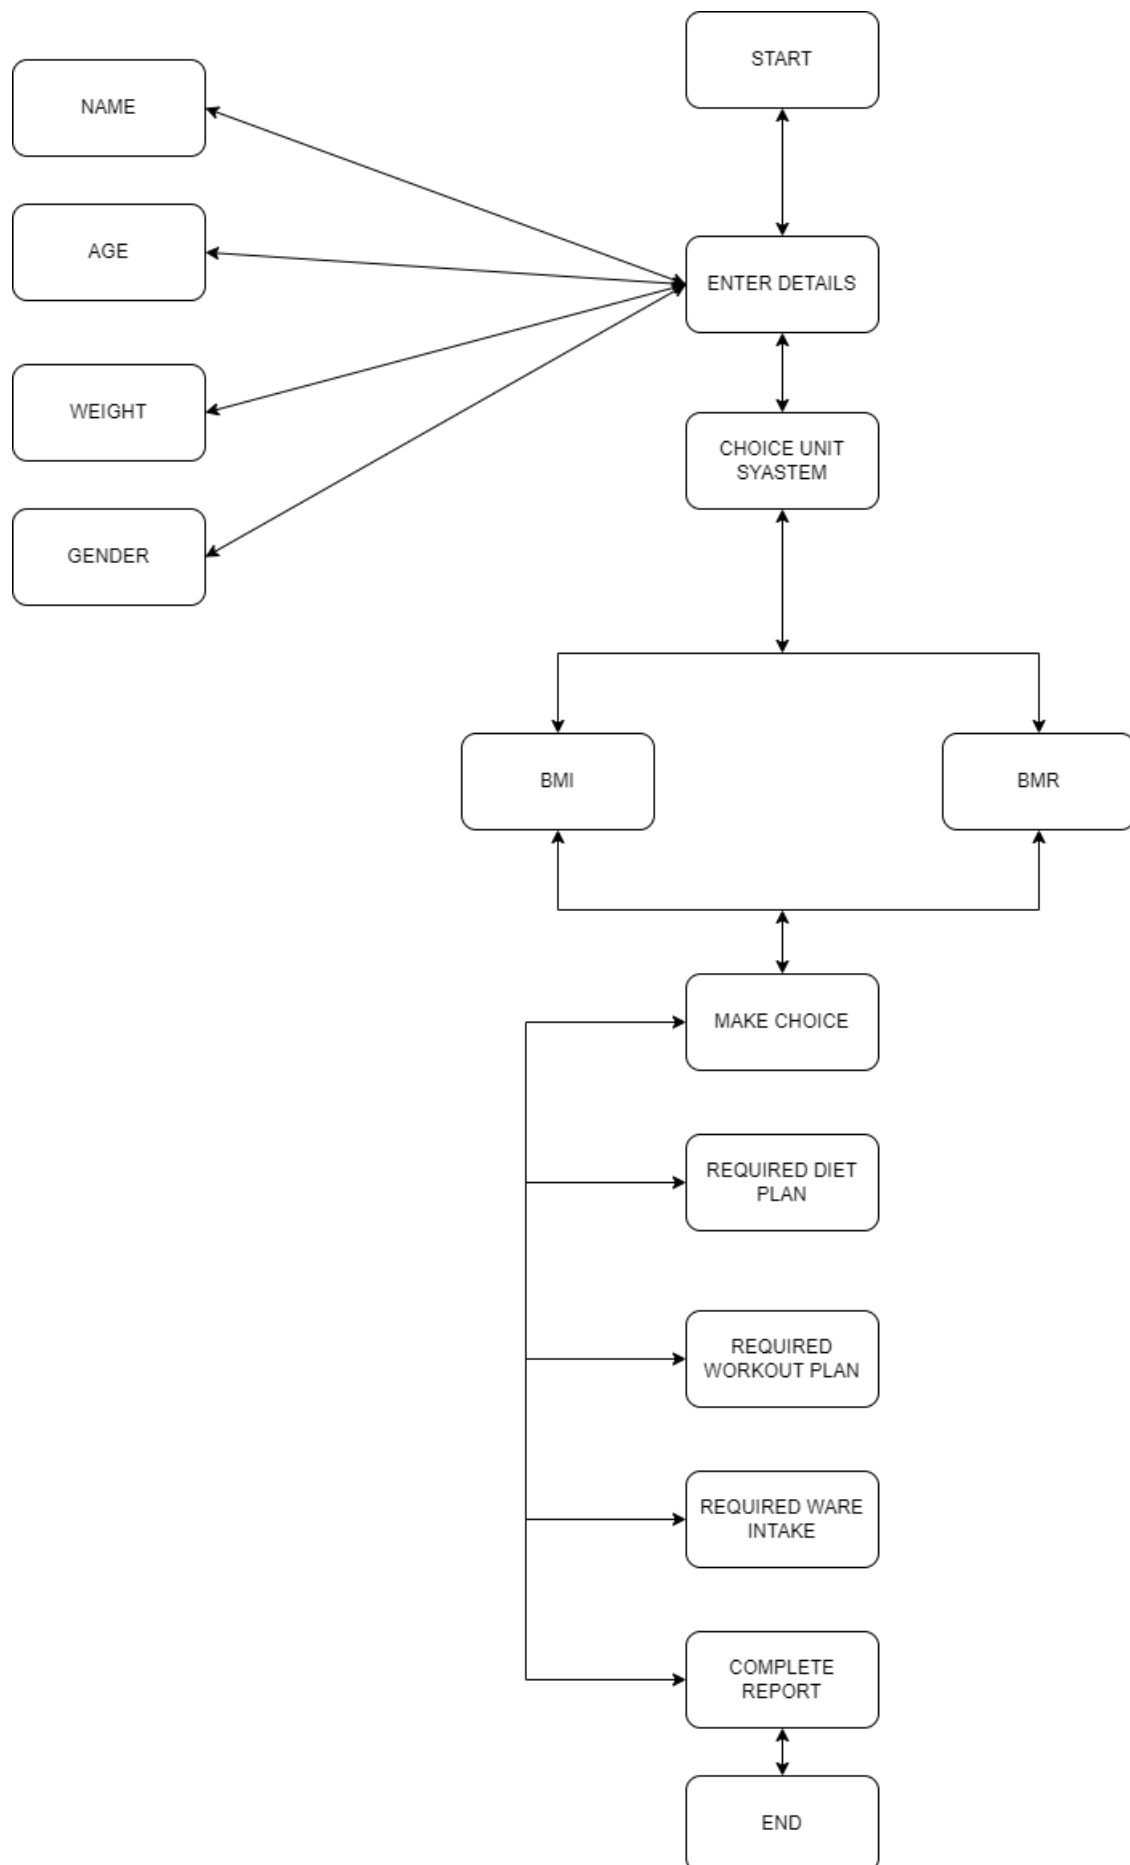 START
NAME
AGE
ENTER DETAILS
WEIGHT
CHOICE UNIT
SYASTEM
GENDER
BMI
BMR
MAKE CHOICE
REQUIRED DIET
PLAN
REQUIRED
WORKOUT PLAN
REQUIRED WARE
INTAKE
COMPLETE
REPORT
END